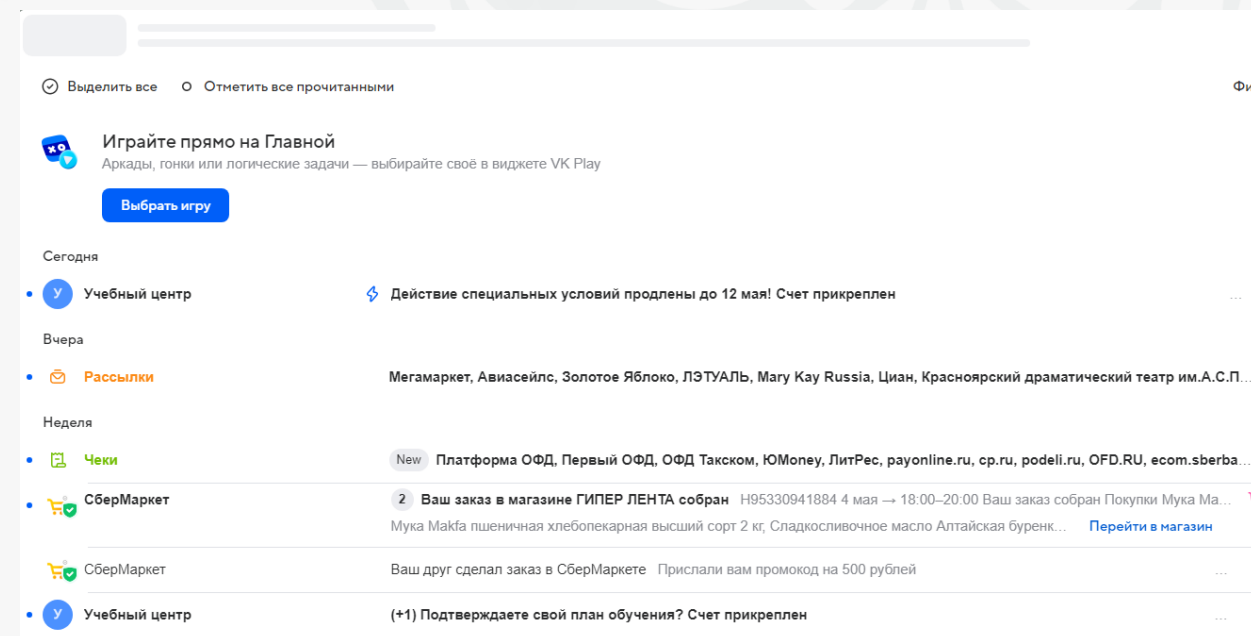 Выделить все Отметить все прочитанными Фи
Играйте прямо на Главной
Аркады, гонки или логические задачи — выбирайте своё в виджете VK Play
Выбрать игру
Сегодня
У Учебный центр Действие специальных условий продлены до 12 мая! Счет прикреплен ...
Вчера
Рассылки Мегамаркет, Авиасейлс, Золотое Яблоко, ЛЭТУАЛЬ, Mary Kay Russia, Циан, Красноярский драматический театр им.А.С.П...
Неделя
Чеки New Платформа ОФД, Первый ОФД, ОФД Такском, ЮMoney, ЛитРес, payonline.ru, cp.ru, podeli.ru, OFD.RU, ecom.sberba...
СберМаркет 2 Ваш заказ в магазине ГИПЕР ЛЕНТА собран H95330941884 4 мая → 18:00–20:00 Ваш заказ собран Покупки Мука Ма...
Мука Makfa пшеничная хлебопекарная высший сорт 2 кг, Сладкосливочное масло Алтайская буренк... Перейти в магазин
СберМаркет Ваш друг сделал заказ в СберМаркете Прислали вам промокод на 500 рублей ...
У Учебный центр (+1) Подтверждаете свой план обучения? Счет прикреплен ...